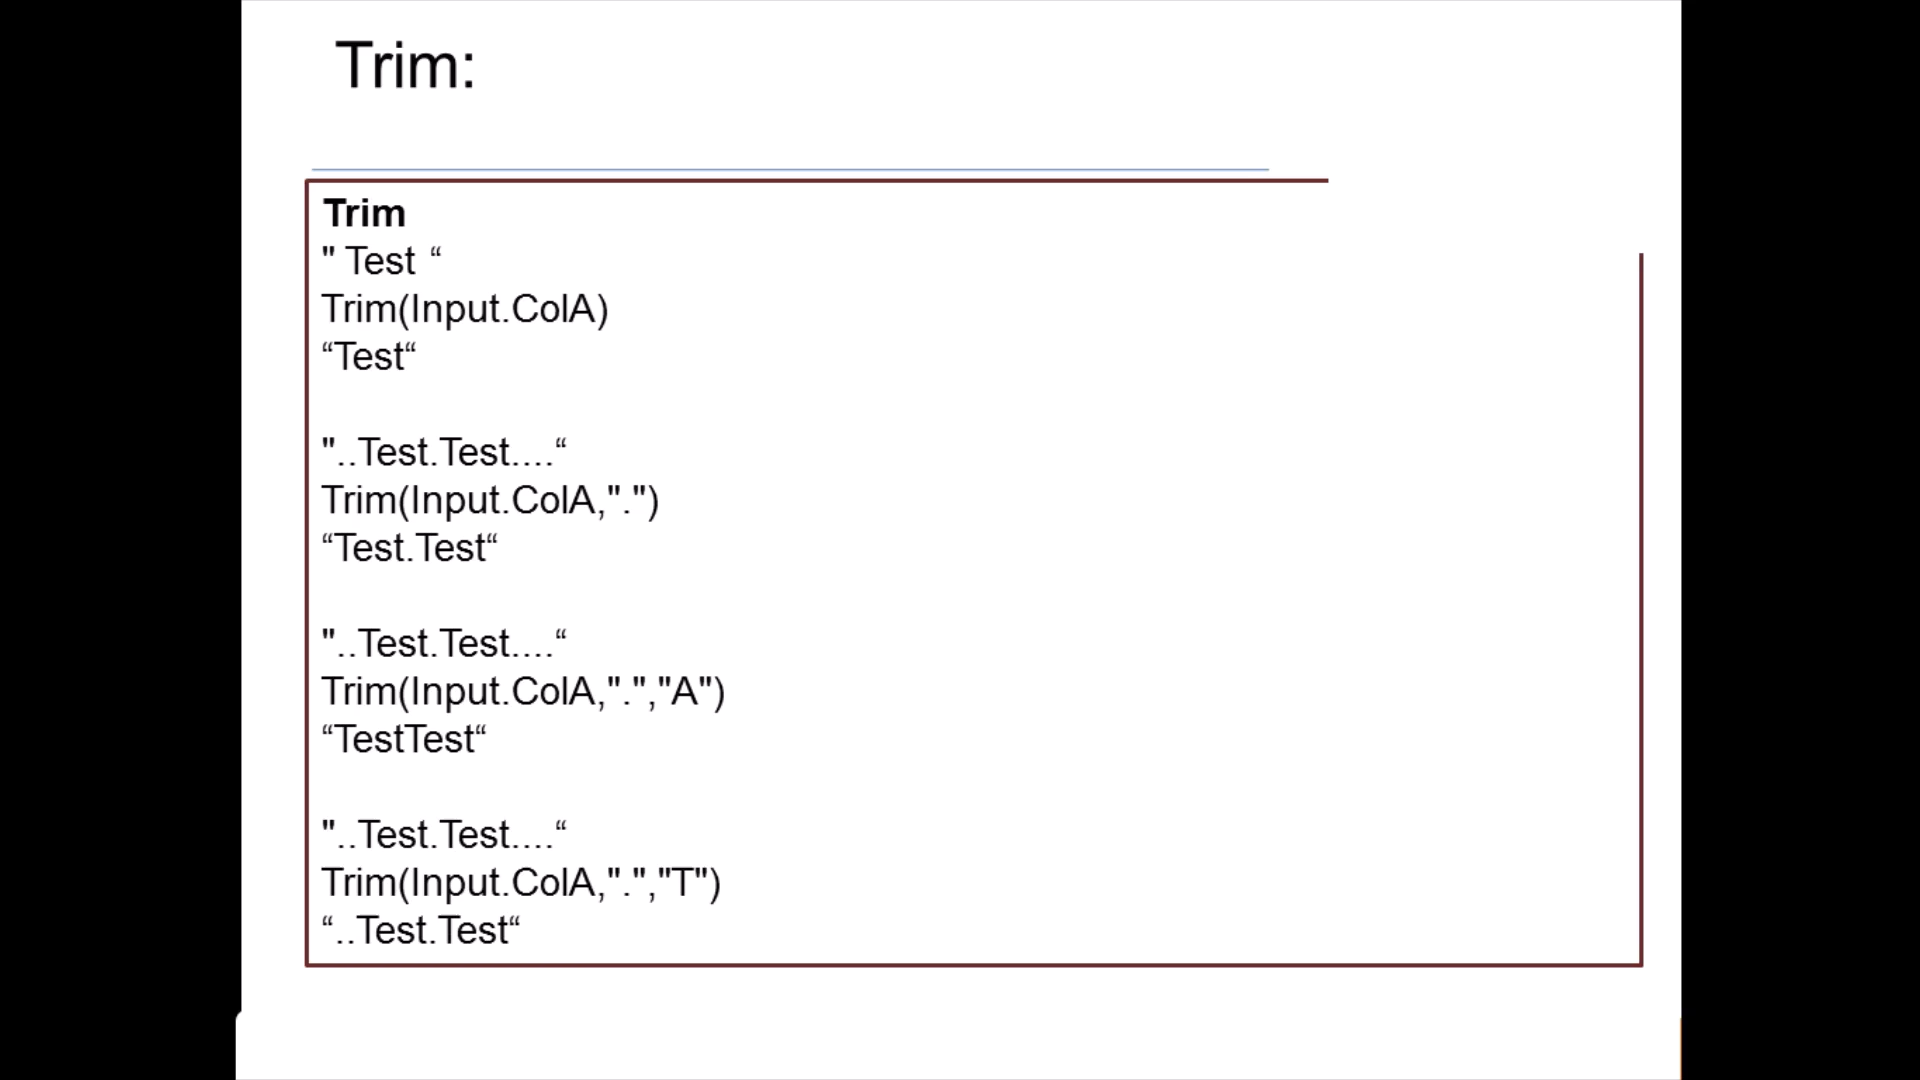 Trim:
Trim
" Test “
Trim(Input.ColA)
“Test“
"..Test.Test....“
Trim(Input.ColA,".")
“Test.Test“
"..Test.Test....“
Trim(Input.ColA,".","A")
“TestTest“
"..Test.Test....“
Trim(Input.ColA,".","T")
“..Test.Test“